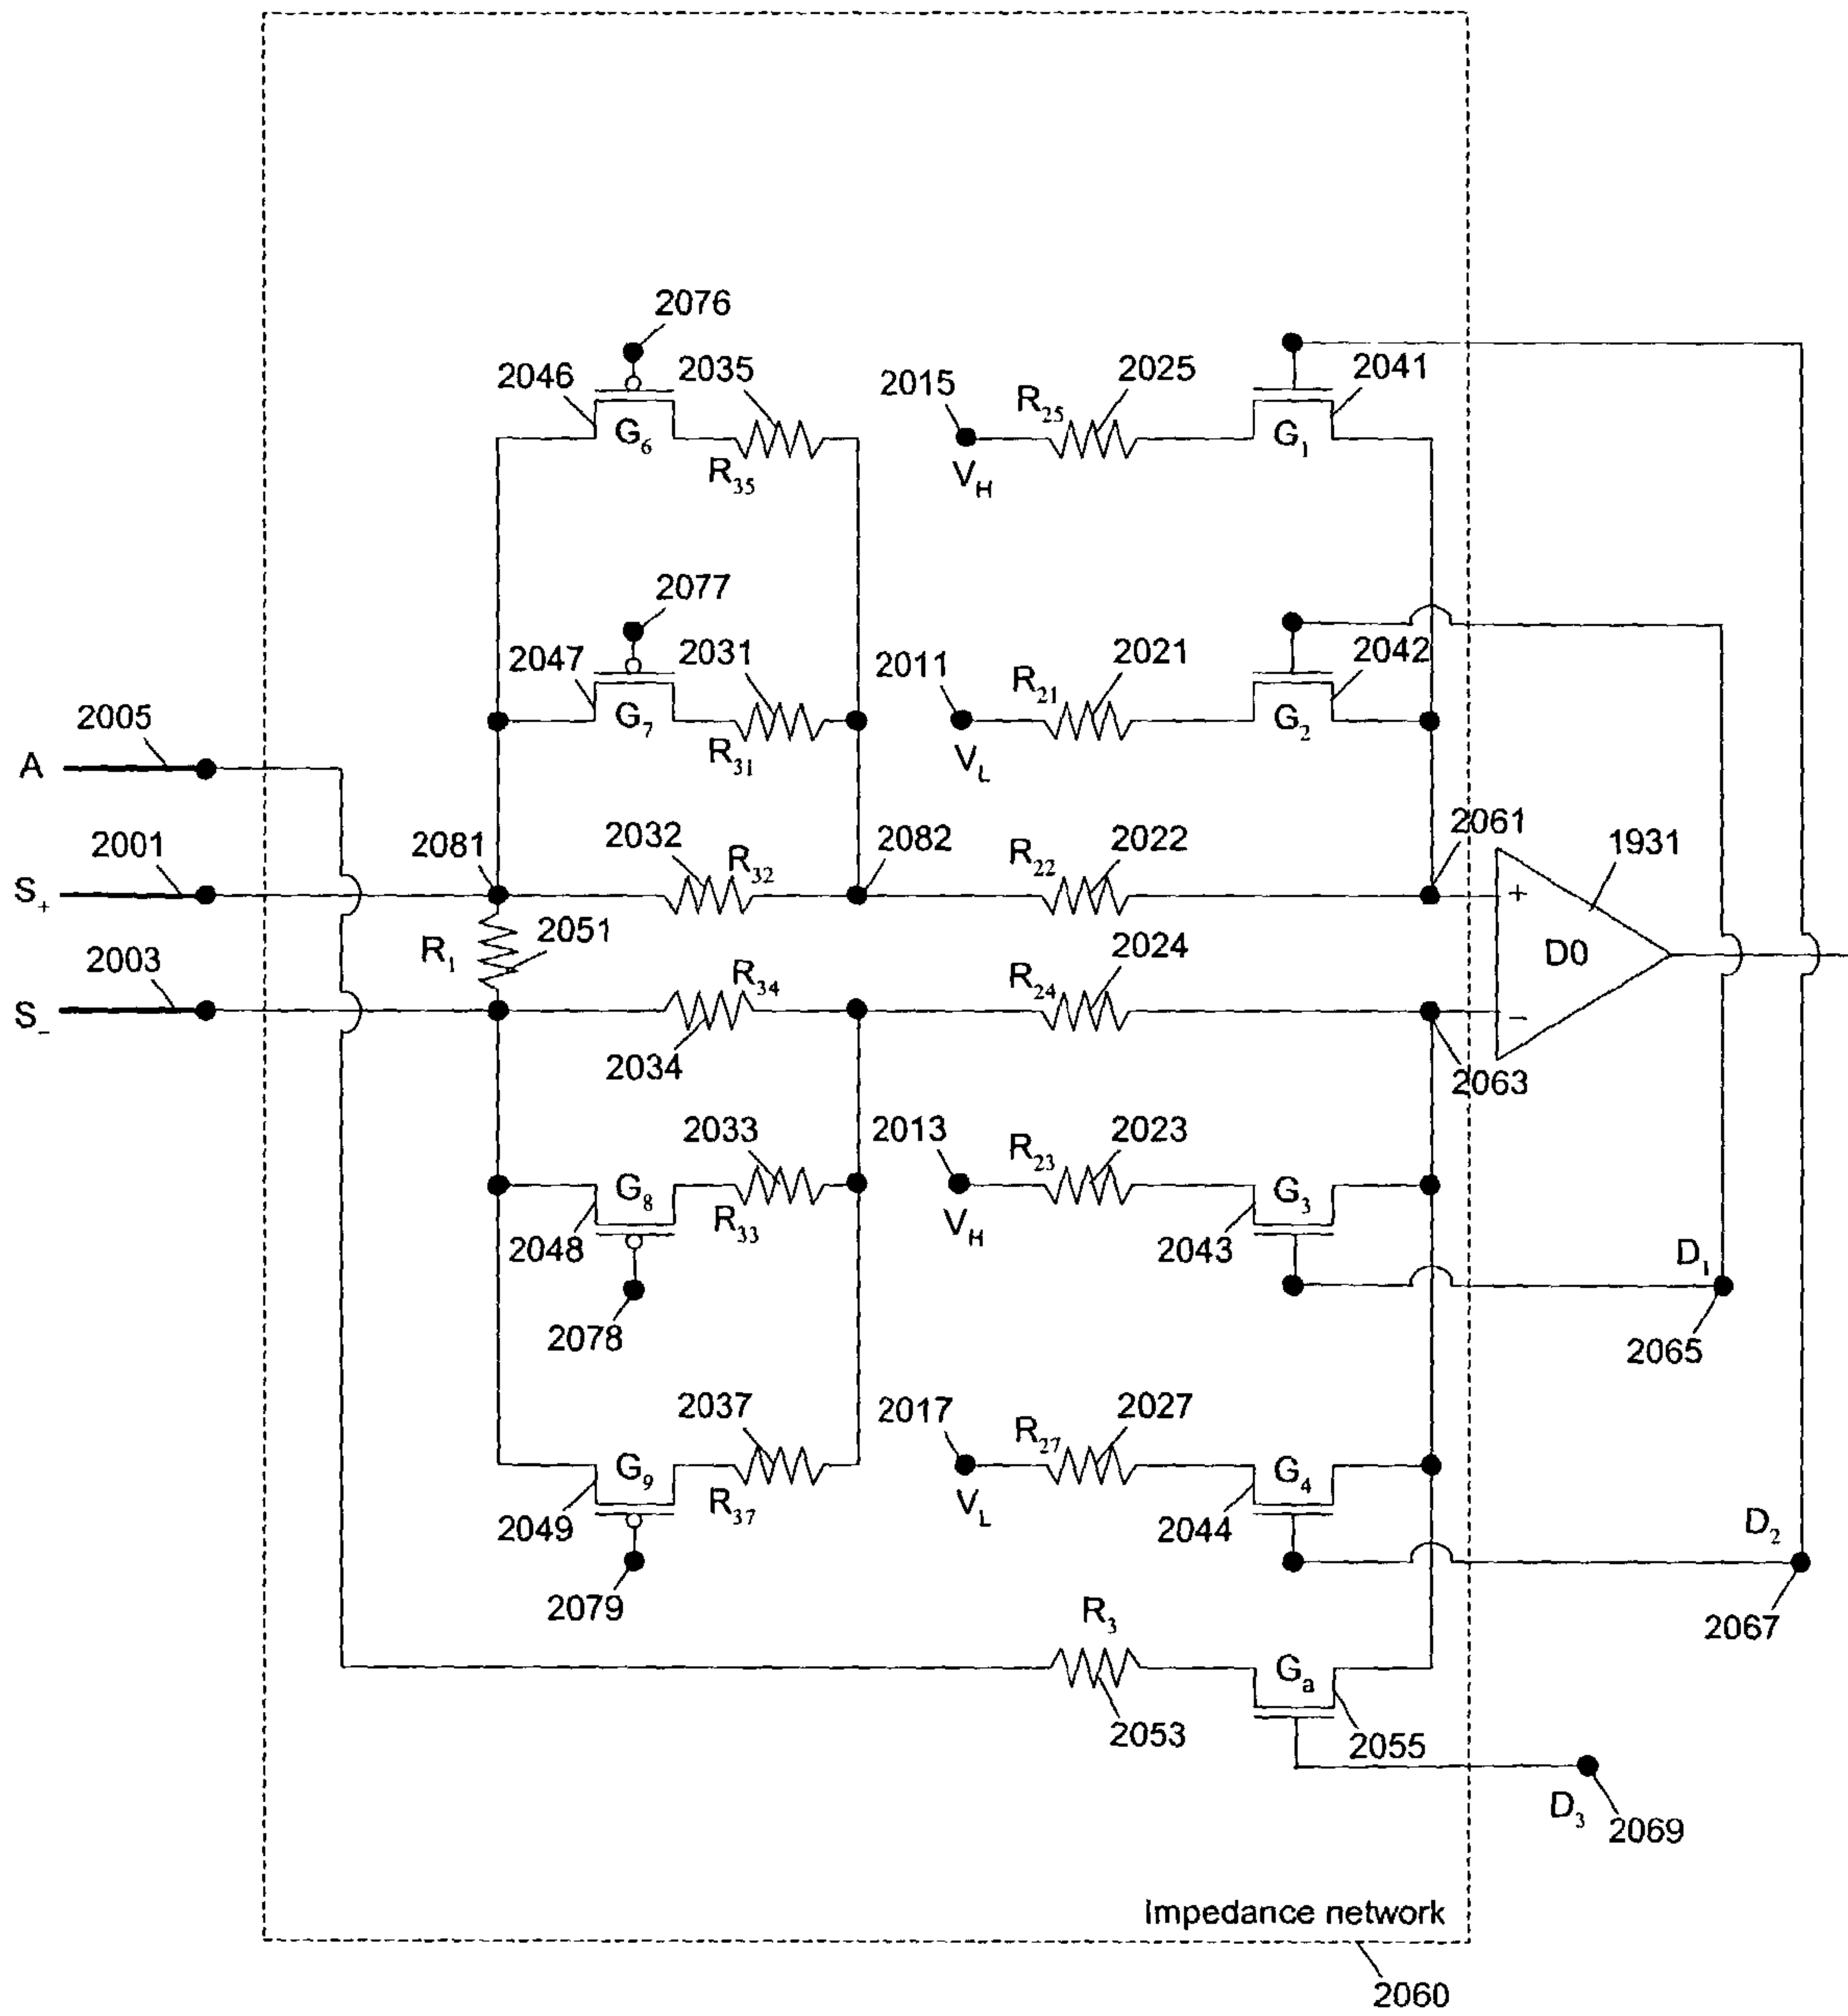 2076
2046
2035
2015
R25
2025
2041
G6
R35
VH
G1
2077
2047
2031
2011
R21
2021
2042
G7
R31
VL
G2
A
2005
S+
2001
2081
2032
R32
2082
R22
2022
2061
1931
+
D0
R1
2051
S−
2003
R34
2034
R24
2024
−
2063
2033
2013
R23
2023
G8
R33
2048
VH
G3
2043
D1
2065
2078
2037
2017
R27
2027
G9
R37
2049
VL
G4
2044
D2
2067
2079
R3
Ga
2053
2055
D3
2069
Impedance network
2060